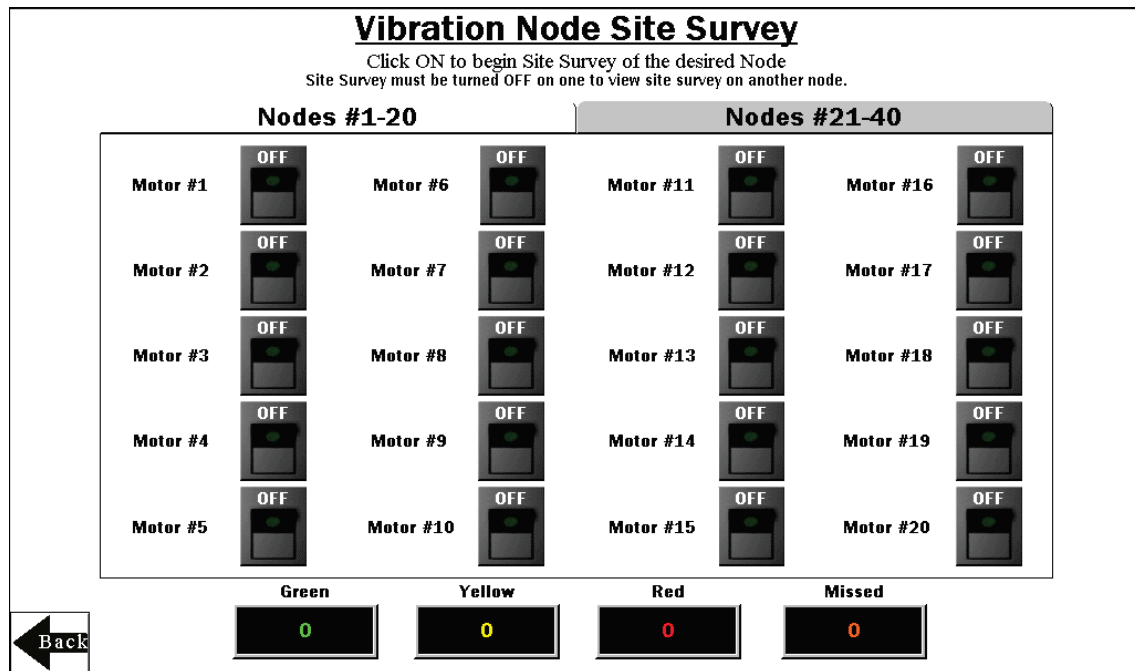 Vibration Node Site Survey
Click ON to begin Site Survey of the desired Node
Site Survey must be turned OFF on one to view site survey on another node.
Nodes #1-20 Nodes #21-40
OFF OFF OFF OFF
Motor #1 Motor #6 Motor #11 Motor #16
OFF OFF OFF OFF
Motor #2 Motor #7 Motor #12 Motor #17
OFF OFF OFF OFF
Motor #3 Motor #8 Motor #13 Motor #18
OFF OFF OFF OFF
Motor #4 Motor #9 Motor #14 Motor #19
OFF OFF OFF OFF
Motor #5 Motor #10 Motor #15 Motor #20
Green Yellow Red Missed
0 0 0 0
Back